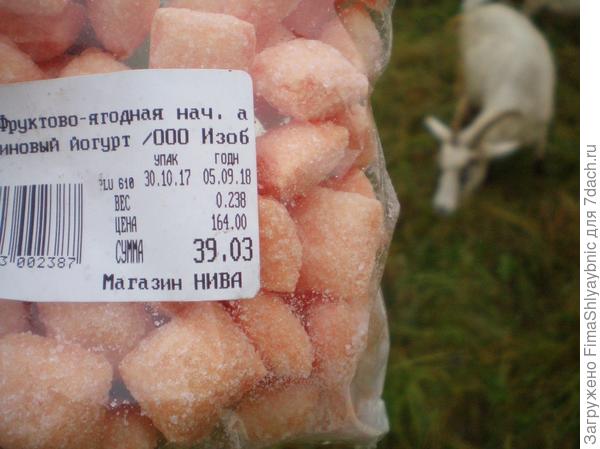 Фруктово-ягодная нач. а
иновый йогурт /ООО Изоб
УПАК ГОДН
PLU 610 30.10.17 05.09.18
ВЕС 0.238
ЦЕНА 164.00
СУММА 39.03
3 002387
Магазин НИВА
Загружено FimaShlyaybnic для 7dach.ru